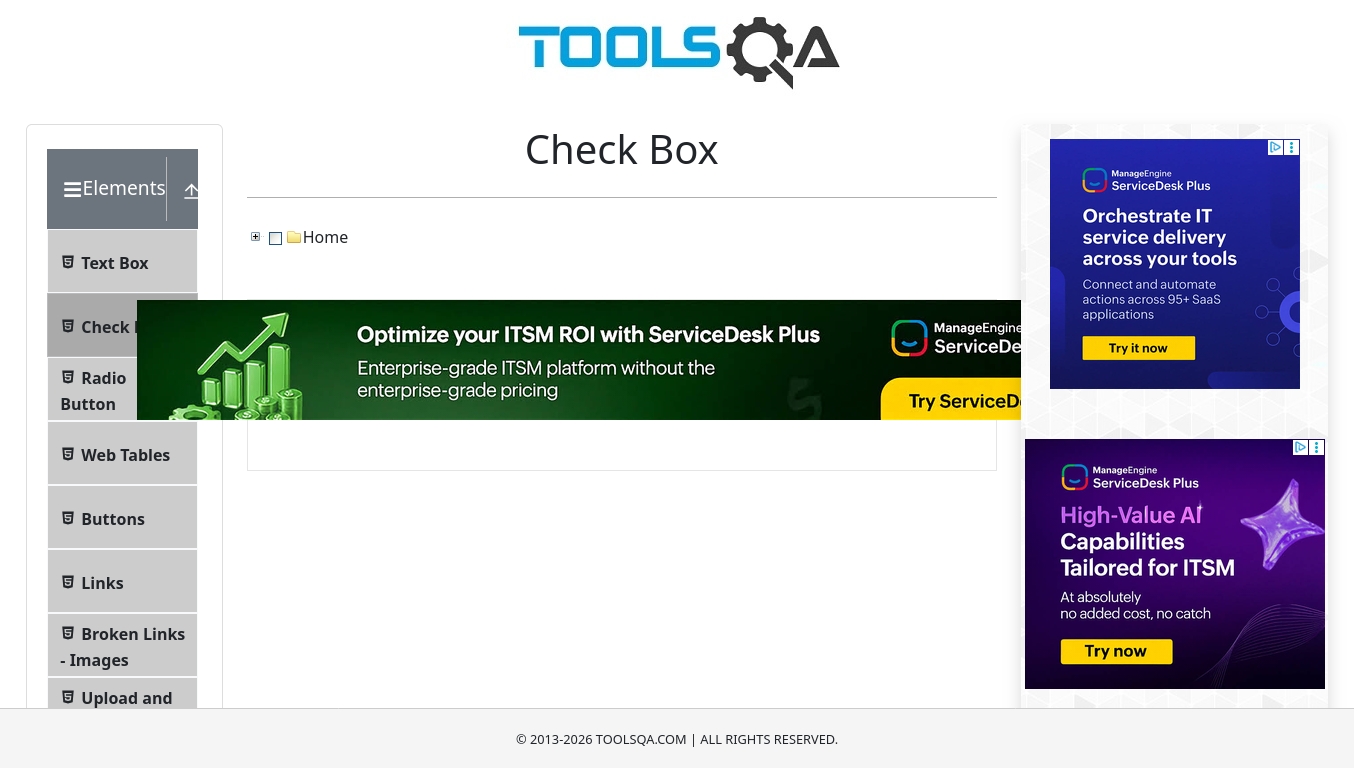 TOOLSQA
Elements
Text Box
Check
Radio
Button
Web Tables
Buttons
Links
Broken Links
- Images
Upload and
Check Box
Home
Optimize your ITSM ROI with ServiceDesk Plus
Enterprise-grade ITSM platform without the
enterprise-grade pricing
ManageEngine
ServiceDe
Try ServiceD
ManageEngine
ServiceDesk Plus
Orchestrate IT
service delivery
across your tools
Connect and automate
actions across 95+ SaaS
applications
Try it now
ManageEngine
ServiceDesk Plus
High-Value AI
Capabilities
Tailored for ITSM
At absolutely
no added cost, no catch
Try now
© 2013-2026 TOOLSQA.COM | ALL RIGHTS RESERVED.